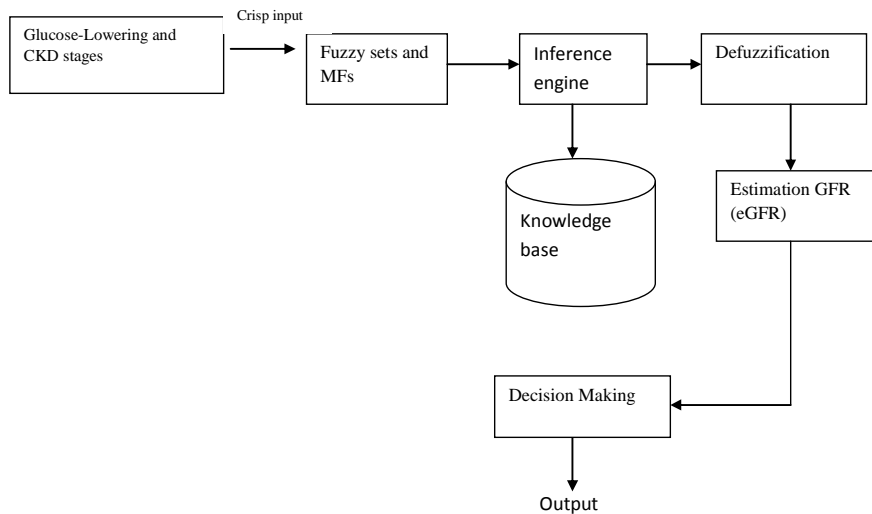 Crisp input
Glucose-Lowering and
CKD stages
Fuzzy sets and
MFs
Inference
engine
Defuzzification
Knowledge
base
Estimation GFR
(eGFR)
Decision Making
Output